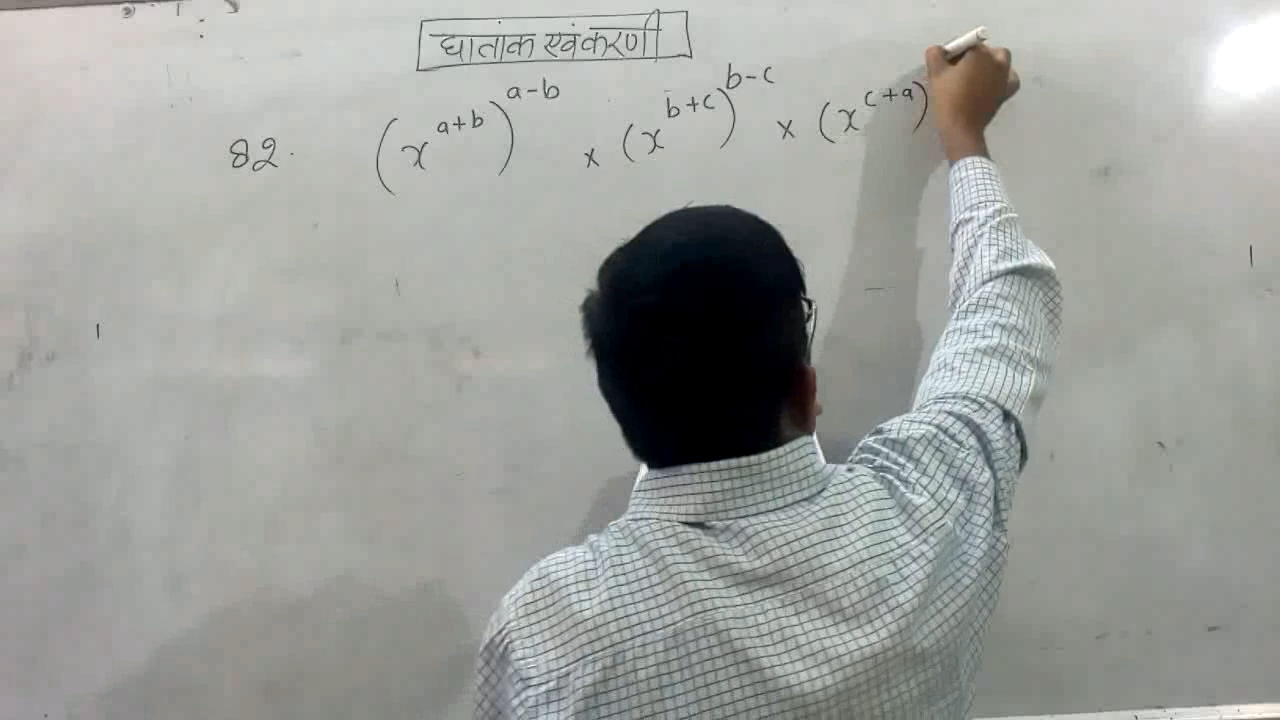 घातांक एवं करणी
82. (x^{a+b})^{a-b} × (x^{b+c})^{b-c} × (x^{c+a})